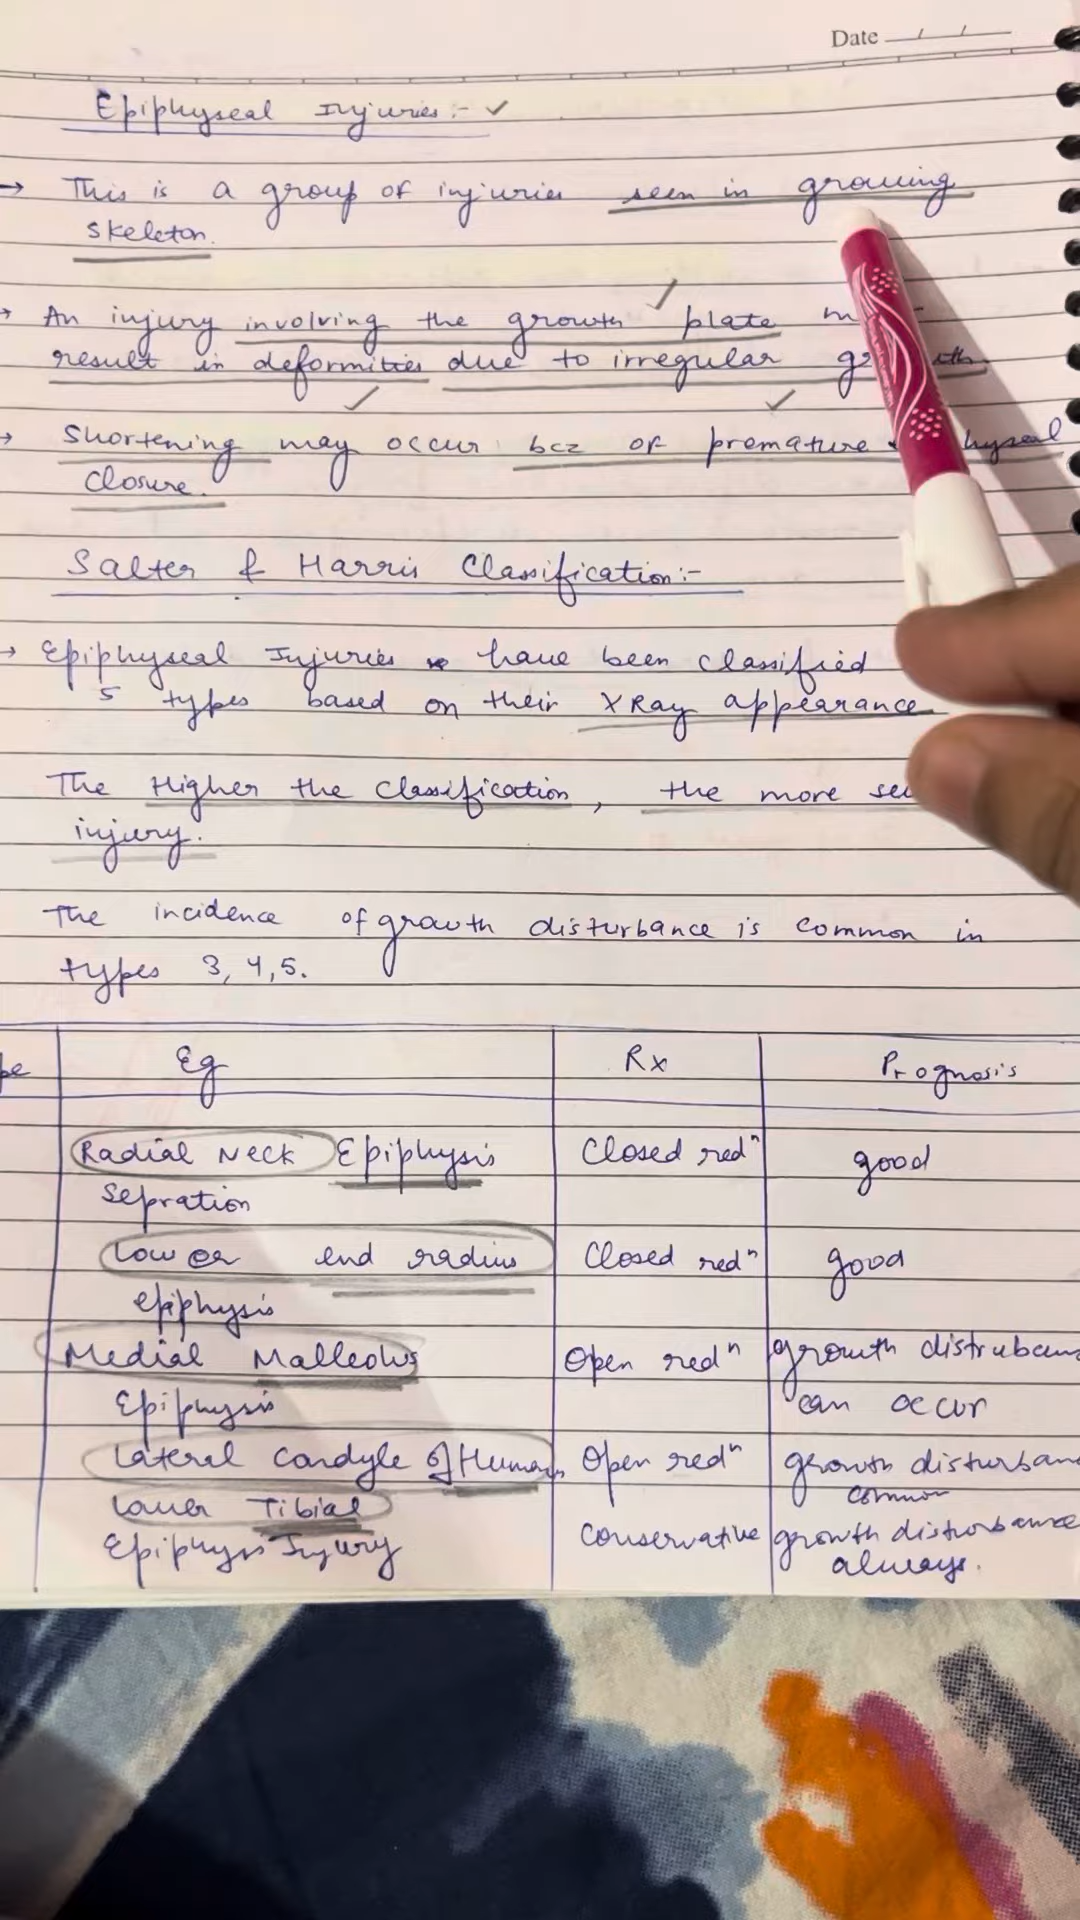 Date
Epiphyseal Injuries :-
→ This is a group of injuries seen in growing
skeleton.
→ An injury involving the growth plate
result in deformities due to irregular
→ Shortening may occur bcz of premature
closure.
Salter & Harris Classification :-
→ Epiphyseal Injuries have been classified
5 types based on their X Ray appearance
The Higher the classification, the more
injury.
The incidence of growth disturbance is common in
types 3, 4, 5.
Eg Rx Prognosis
Radial Neck Epiphysis Closed redⁿ good
Sepration
Lower end radius Closed redⁿ good
epiphysis
Medial Malleolus Open redⁿ growth
Epiphysis can occur
Lateral Condyle of Open redⁿ growth
common
Lower Tibial Conservative growth disturbance
Epiphysis Injury always.